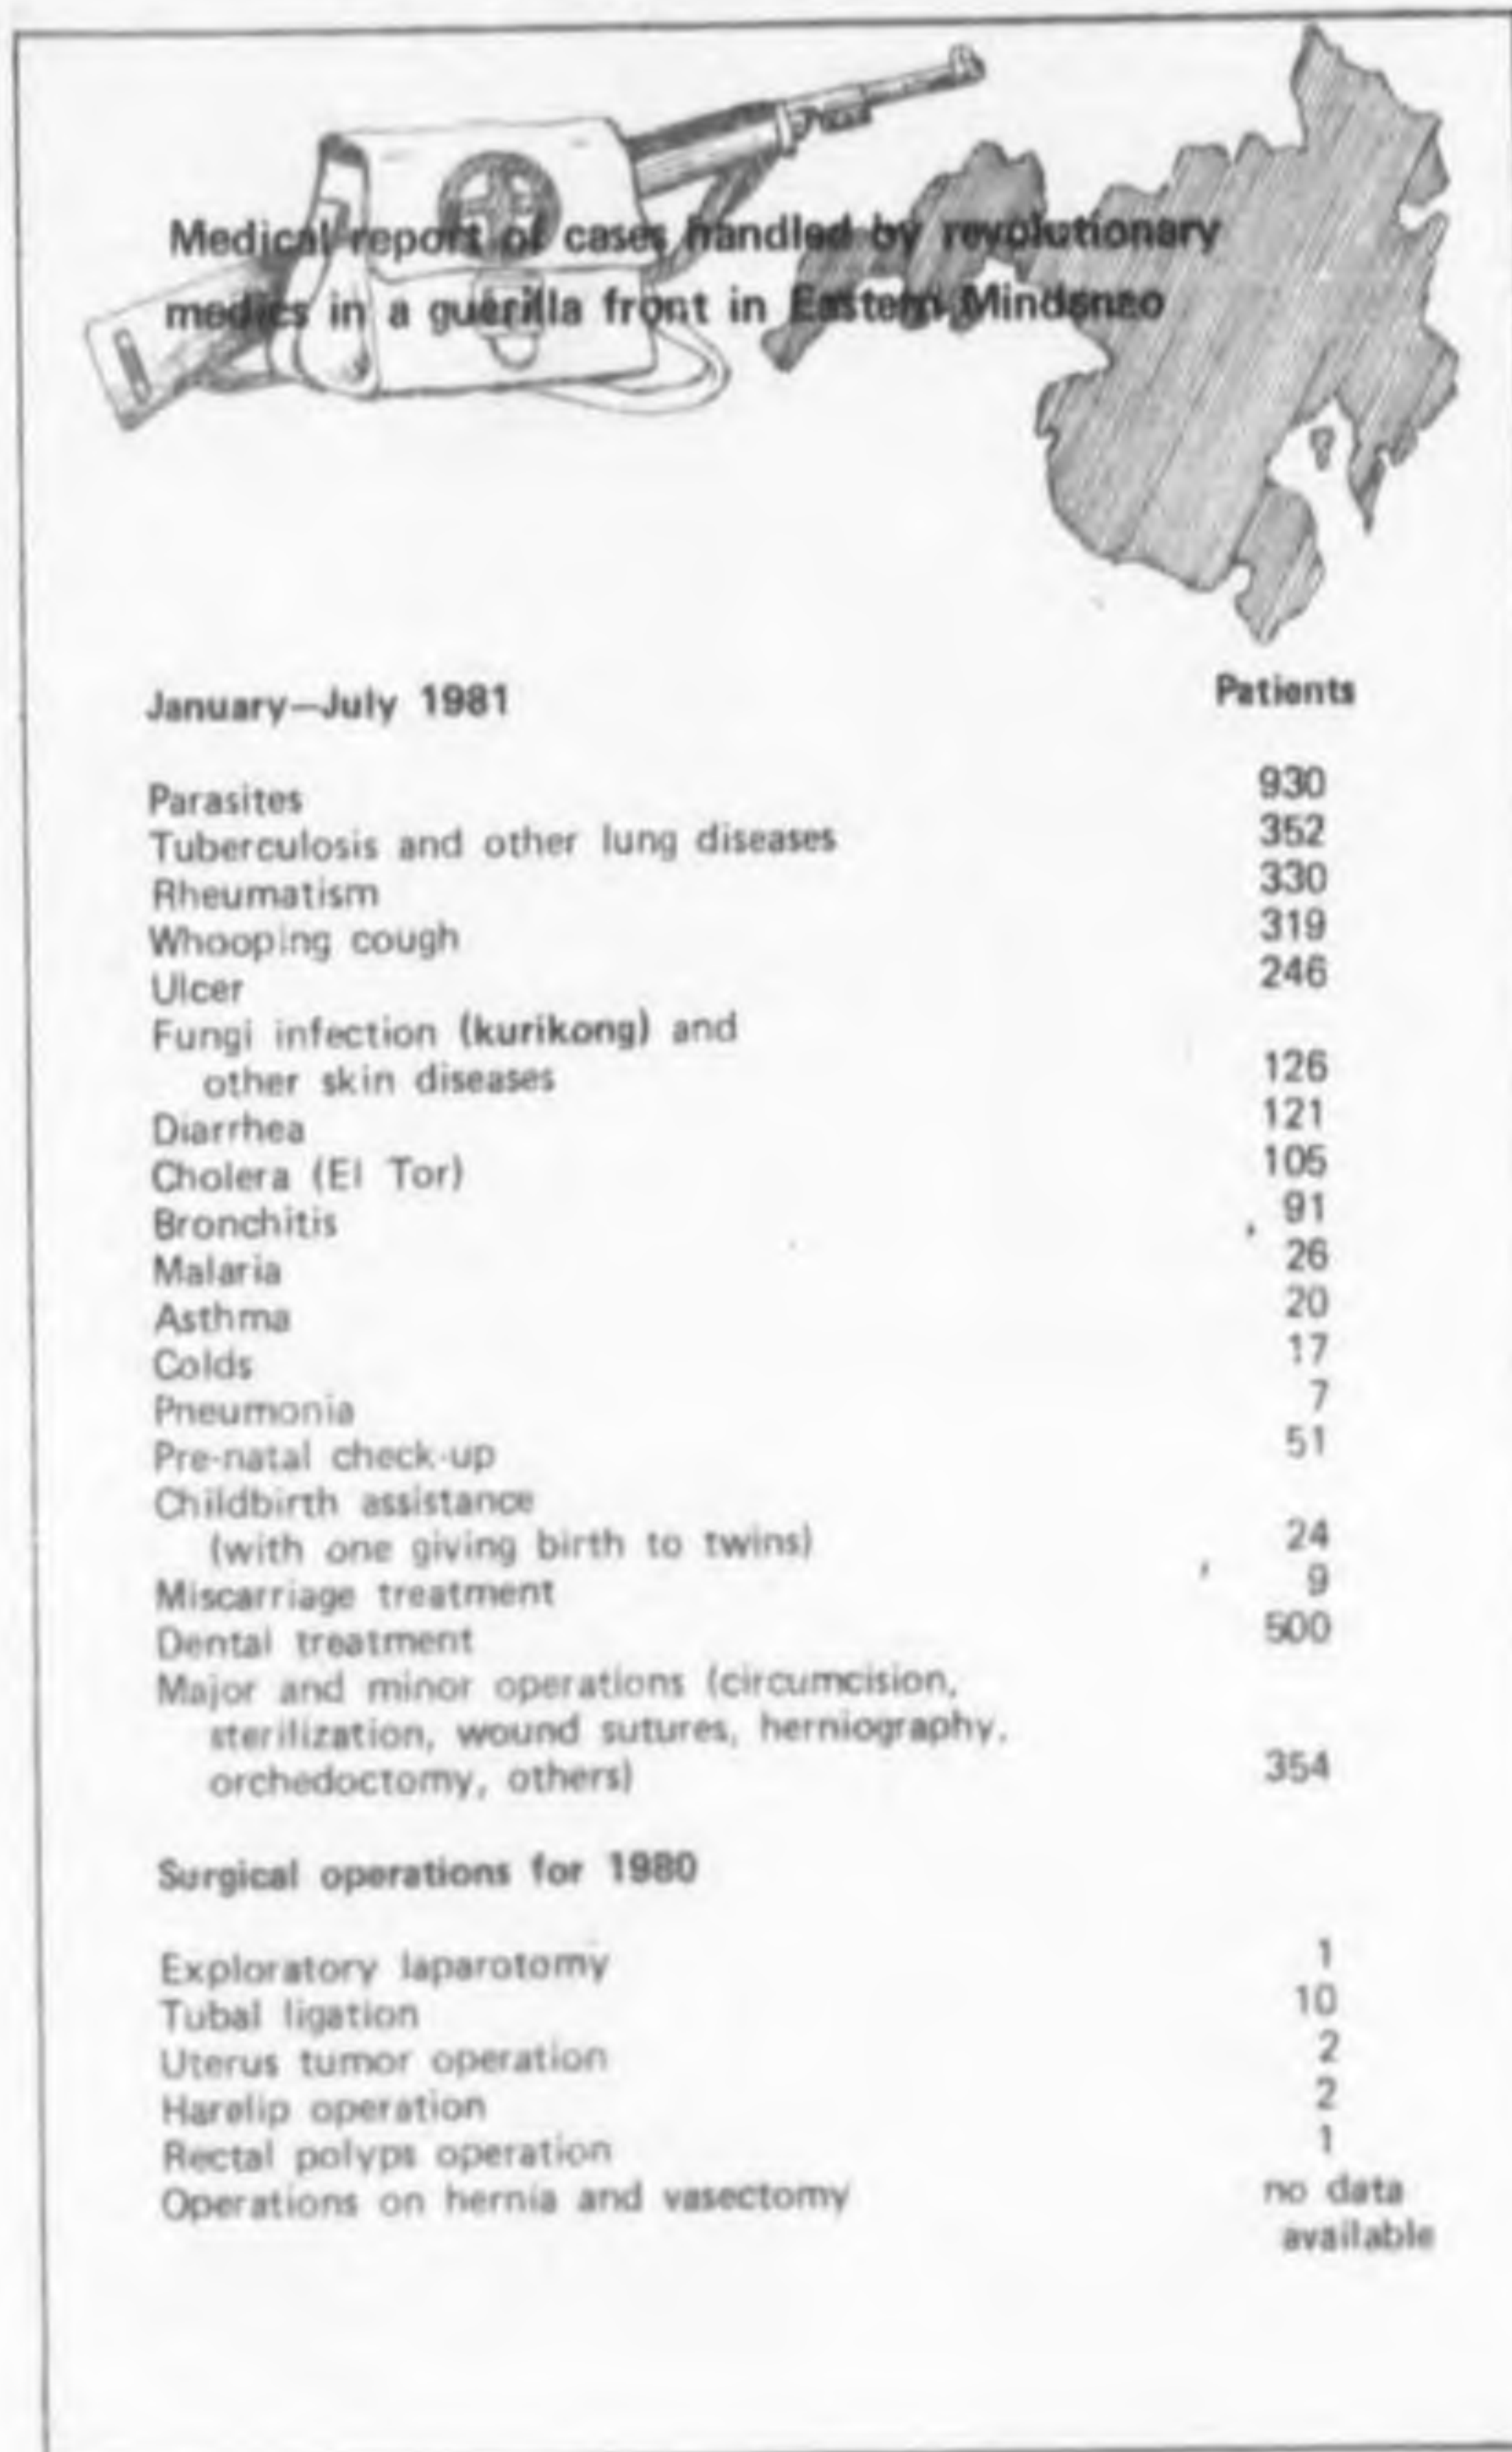 Medical report of cases handled by revolutionary
medics in a guerilla front in Eastern Mindanao
January—July 1981 Patients
Parasites 930
Tuberculosis and other lung diseases 352
Rheumatism 330
Whooping cough 319
Ulcer 246
Fungi infection (kurikong) and
other skin diseases 126
Diarrhea 121
Cholera (El Tor) 105
Bronchitis 91
Malaria 26
Asthma 20
Colds 17
Pneumonia 7
Pre-natal check-up 51
Childbirth assistance
(with one giving birth to twins) 24
Miscarriage treatment 9
Dental treatment 500
Major and minor operations (circumcision,
sterilization, wound sutures, herniography,
orchedoctomy, others) 354
Surgical operations for 1980
Exploratory laparotomy 1
Tubal ligation 10
Uterus tumor operation 2
Harelip operation 2
Rectal polyps operation 1
Operations on hernia and vasectomy no data
available